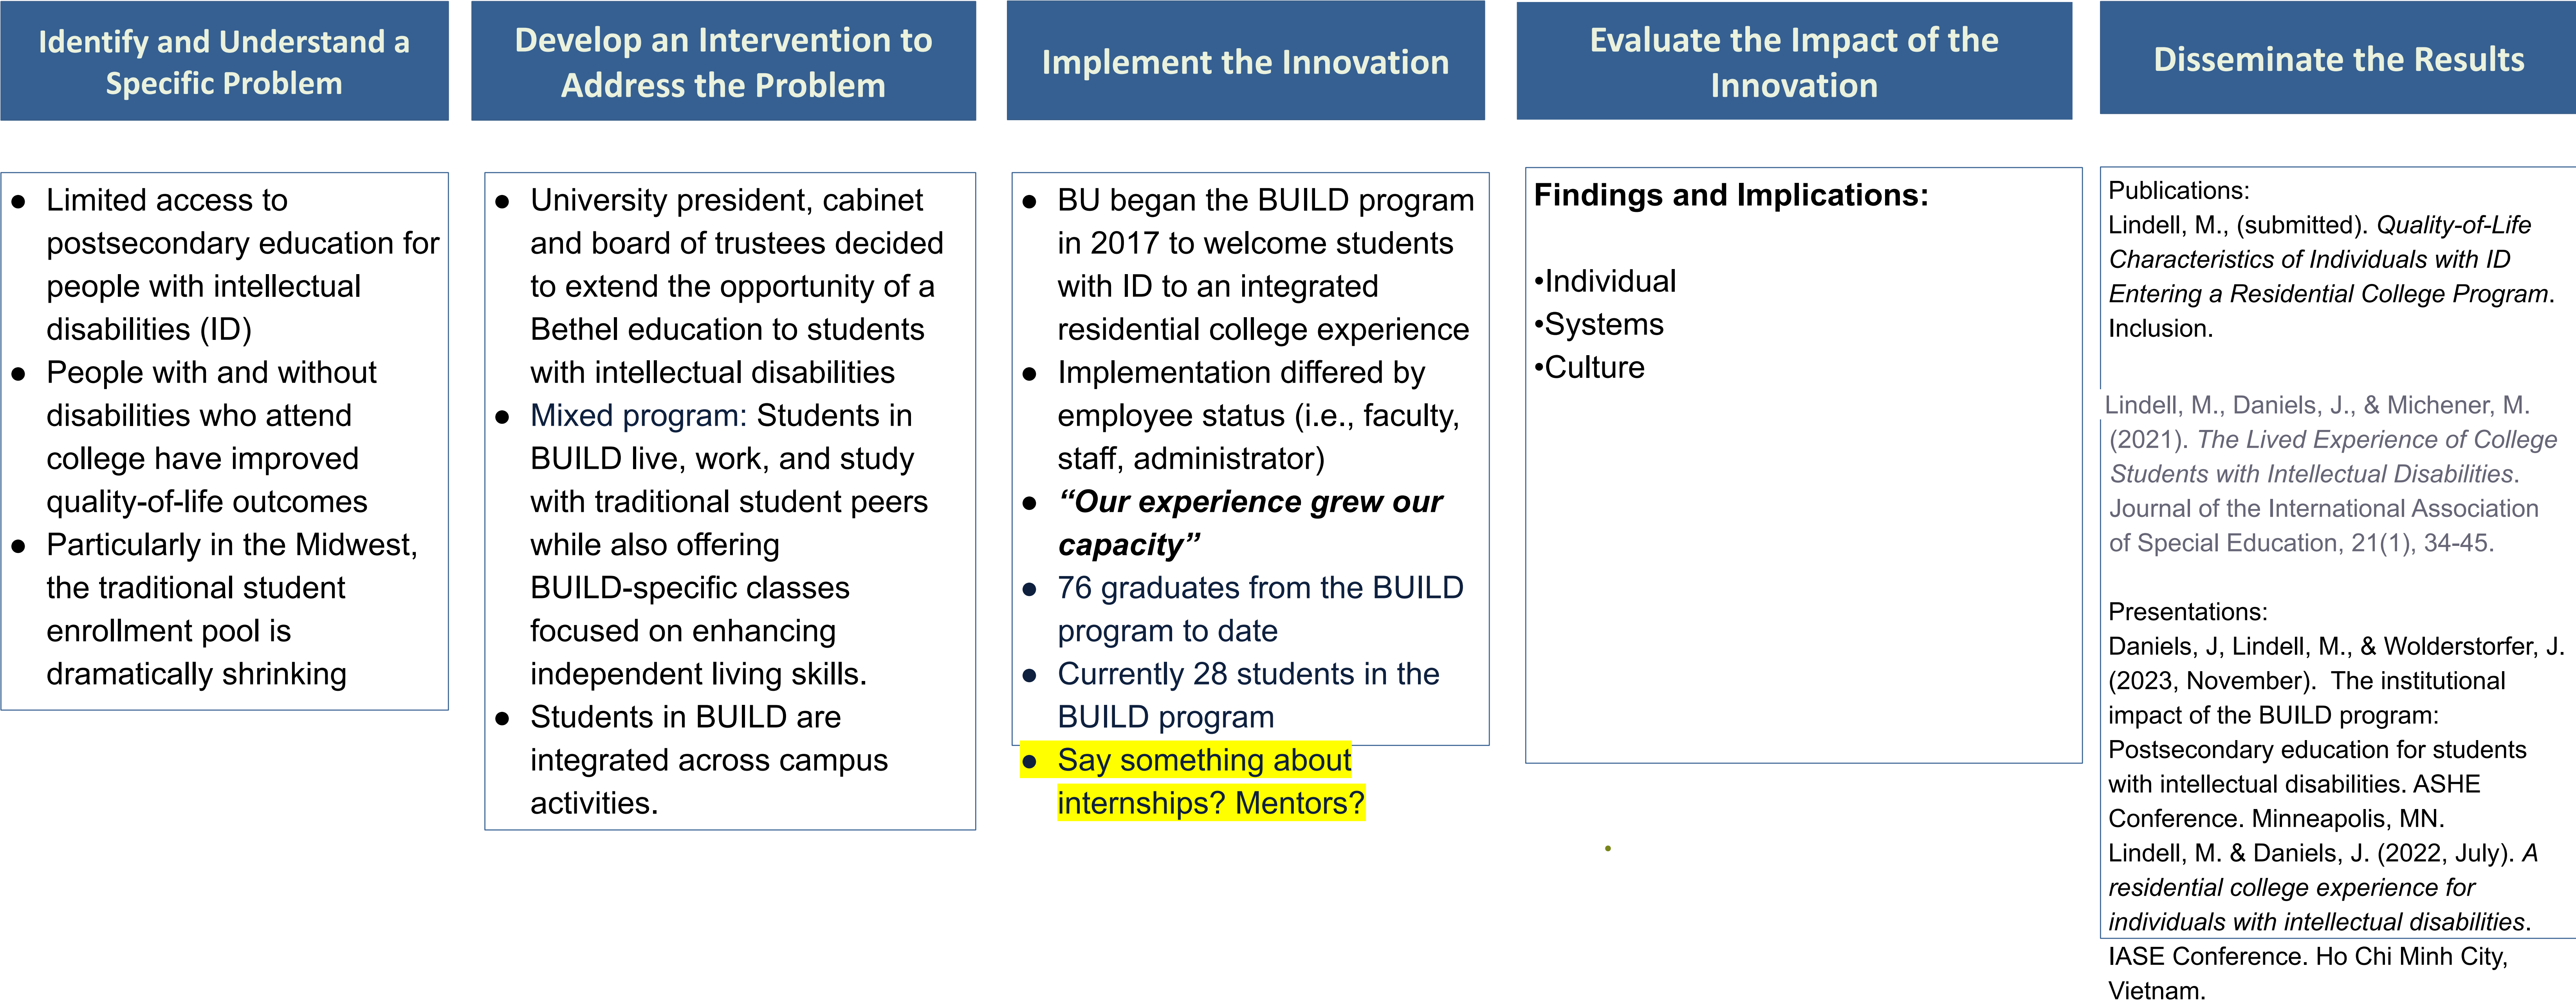 Identify and Understand a
Specific Problem
● Limited access to
postsecondary education for
people with intellectual
disabilities (ID)
● People with and without
disabilities who attend
college have improved
quality-of-life outcomes
● Particularly in the Midwest,
the traditional student
enrollment pool is
dramatically shrinking
Develop an Intervention to
Address the Problem
● University president, cabinet
and board of trustees decided
to extend the opportunity of a
Bethel education to students
with intellectual disabilities
● Mixed program: Students in
BUILD live, work, and study
with traditional student peers
while also offering
BUILD-specific classes
focused on enhancing
independent living skills.
● Students in BUILD are
integrated across campus
activities.
Implement the Innovation
● BU began the BUILD program
in 2017 to welcome students
with ID to an integrated
residential college experience
● Implementation differed by
employee status (i.e., faculty,
staff, administrator)
● “Our experience grew our
capacity”
● 76 graduates from the BUILD
program to date
● Currently 28 students in the
BUILD program
● Say something about
internships? Mentors?
Evaluate the Impact of the
Innovation
Findings and Implications:
•Individual
•Systems
•Culture
Disseminate the Results
Publications:
Lindell, M., (submitted). Quality-of-Life
Characteristics of Individuals with ID
Entering a Residential College Program.
Inclusion.
Lindell, M., Daniels, J., & Michener, M.
(2021). The Lived Experience of College
Students with Intellectual Disabilities.
Journal of the International Association
of Special Education, 21(1), 34-45.
Presentations:
Daniels, J, Lindell, M., & Wolderstorfer, J.
(2023, November). The institutional
impact of the BUILD program:
Postsecondary education for students
with intellectual disabilities. ASHE
Conference. Minneapolis, MN.
Lindell, M. & Daniels, J. (2022, July). A
residential college experience for
individuals with intellectual disabilities.
IASE Conference. Ho Chi Minh City,
Vietnam.